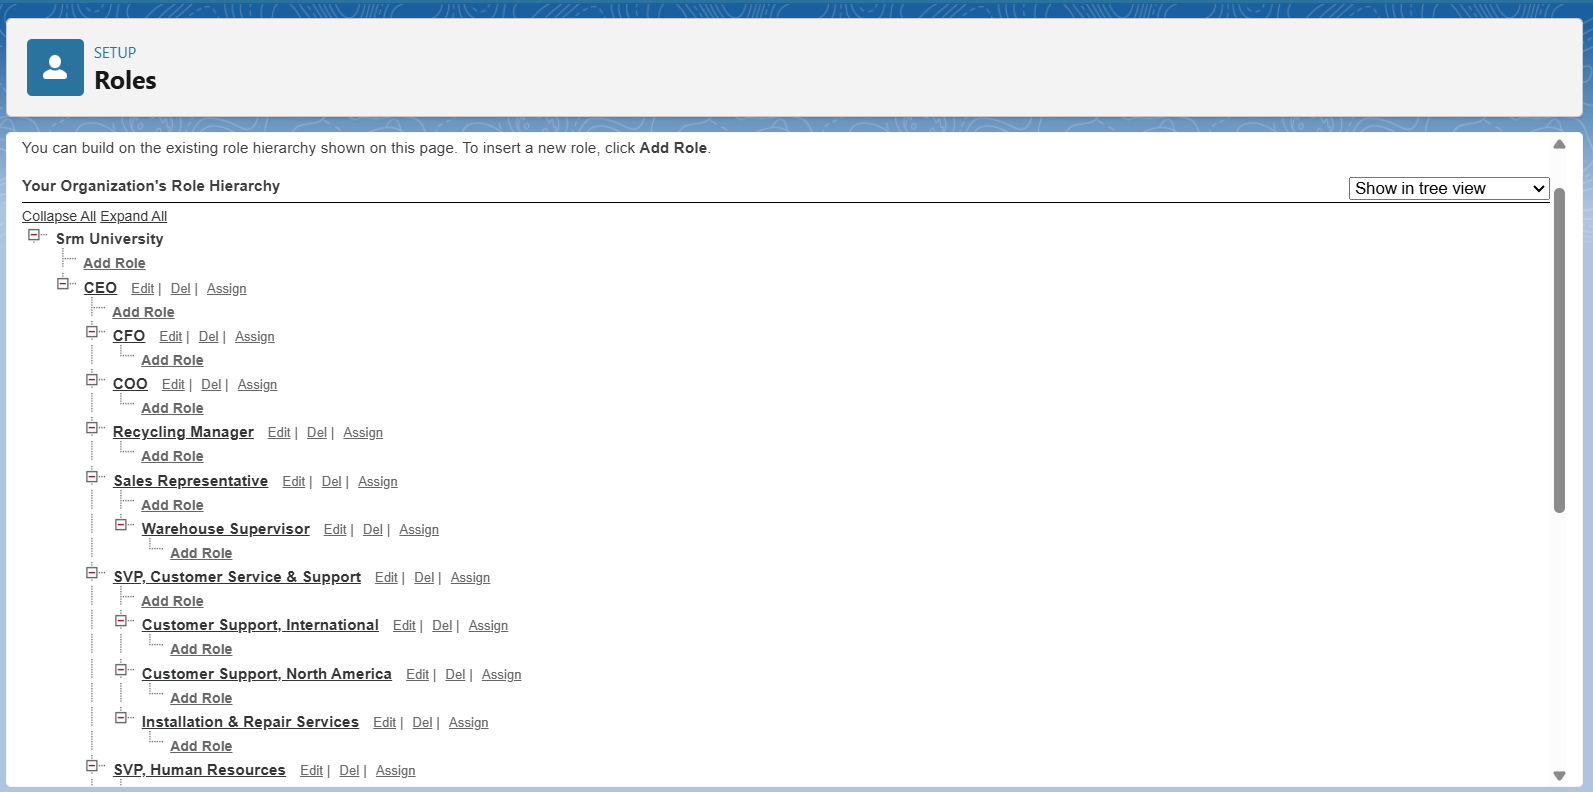 SETUP
Roles
You can build on the existing role hierarchy shown on this page. To insert a new role, click Add Role.
Your Organization's Role Hierarchy
Show in tree view
Collapse All Expand All
Srm University
Add Role
CEO Edit | Del | Assign
Add Role
CFO Edit | Del | Assign
Add Role
COO Edit | Del | Assign
Add Role
Recycling Manager Edit | Del | Assign
Add Role
Sales Representative Edit | Del | Assign
Add Role
Warehouse Supervisor Edit | Del | Assign
Add Role
SVP, Customer Service & Support Edit | Del | Assign
Add Role
Customer Support, International Edit | Del | Assign
Add Role
Customer Support, North America Edit | Del | Assign
Add Role
Installation & Repair Services Edit | Del | Assign
Add Role
SVP, Human Resources Edit | Del | Assign